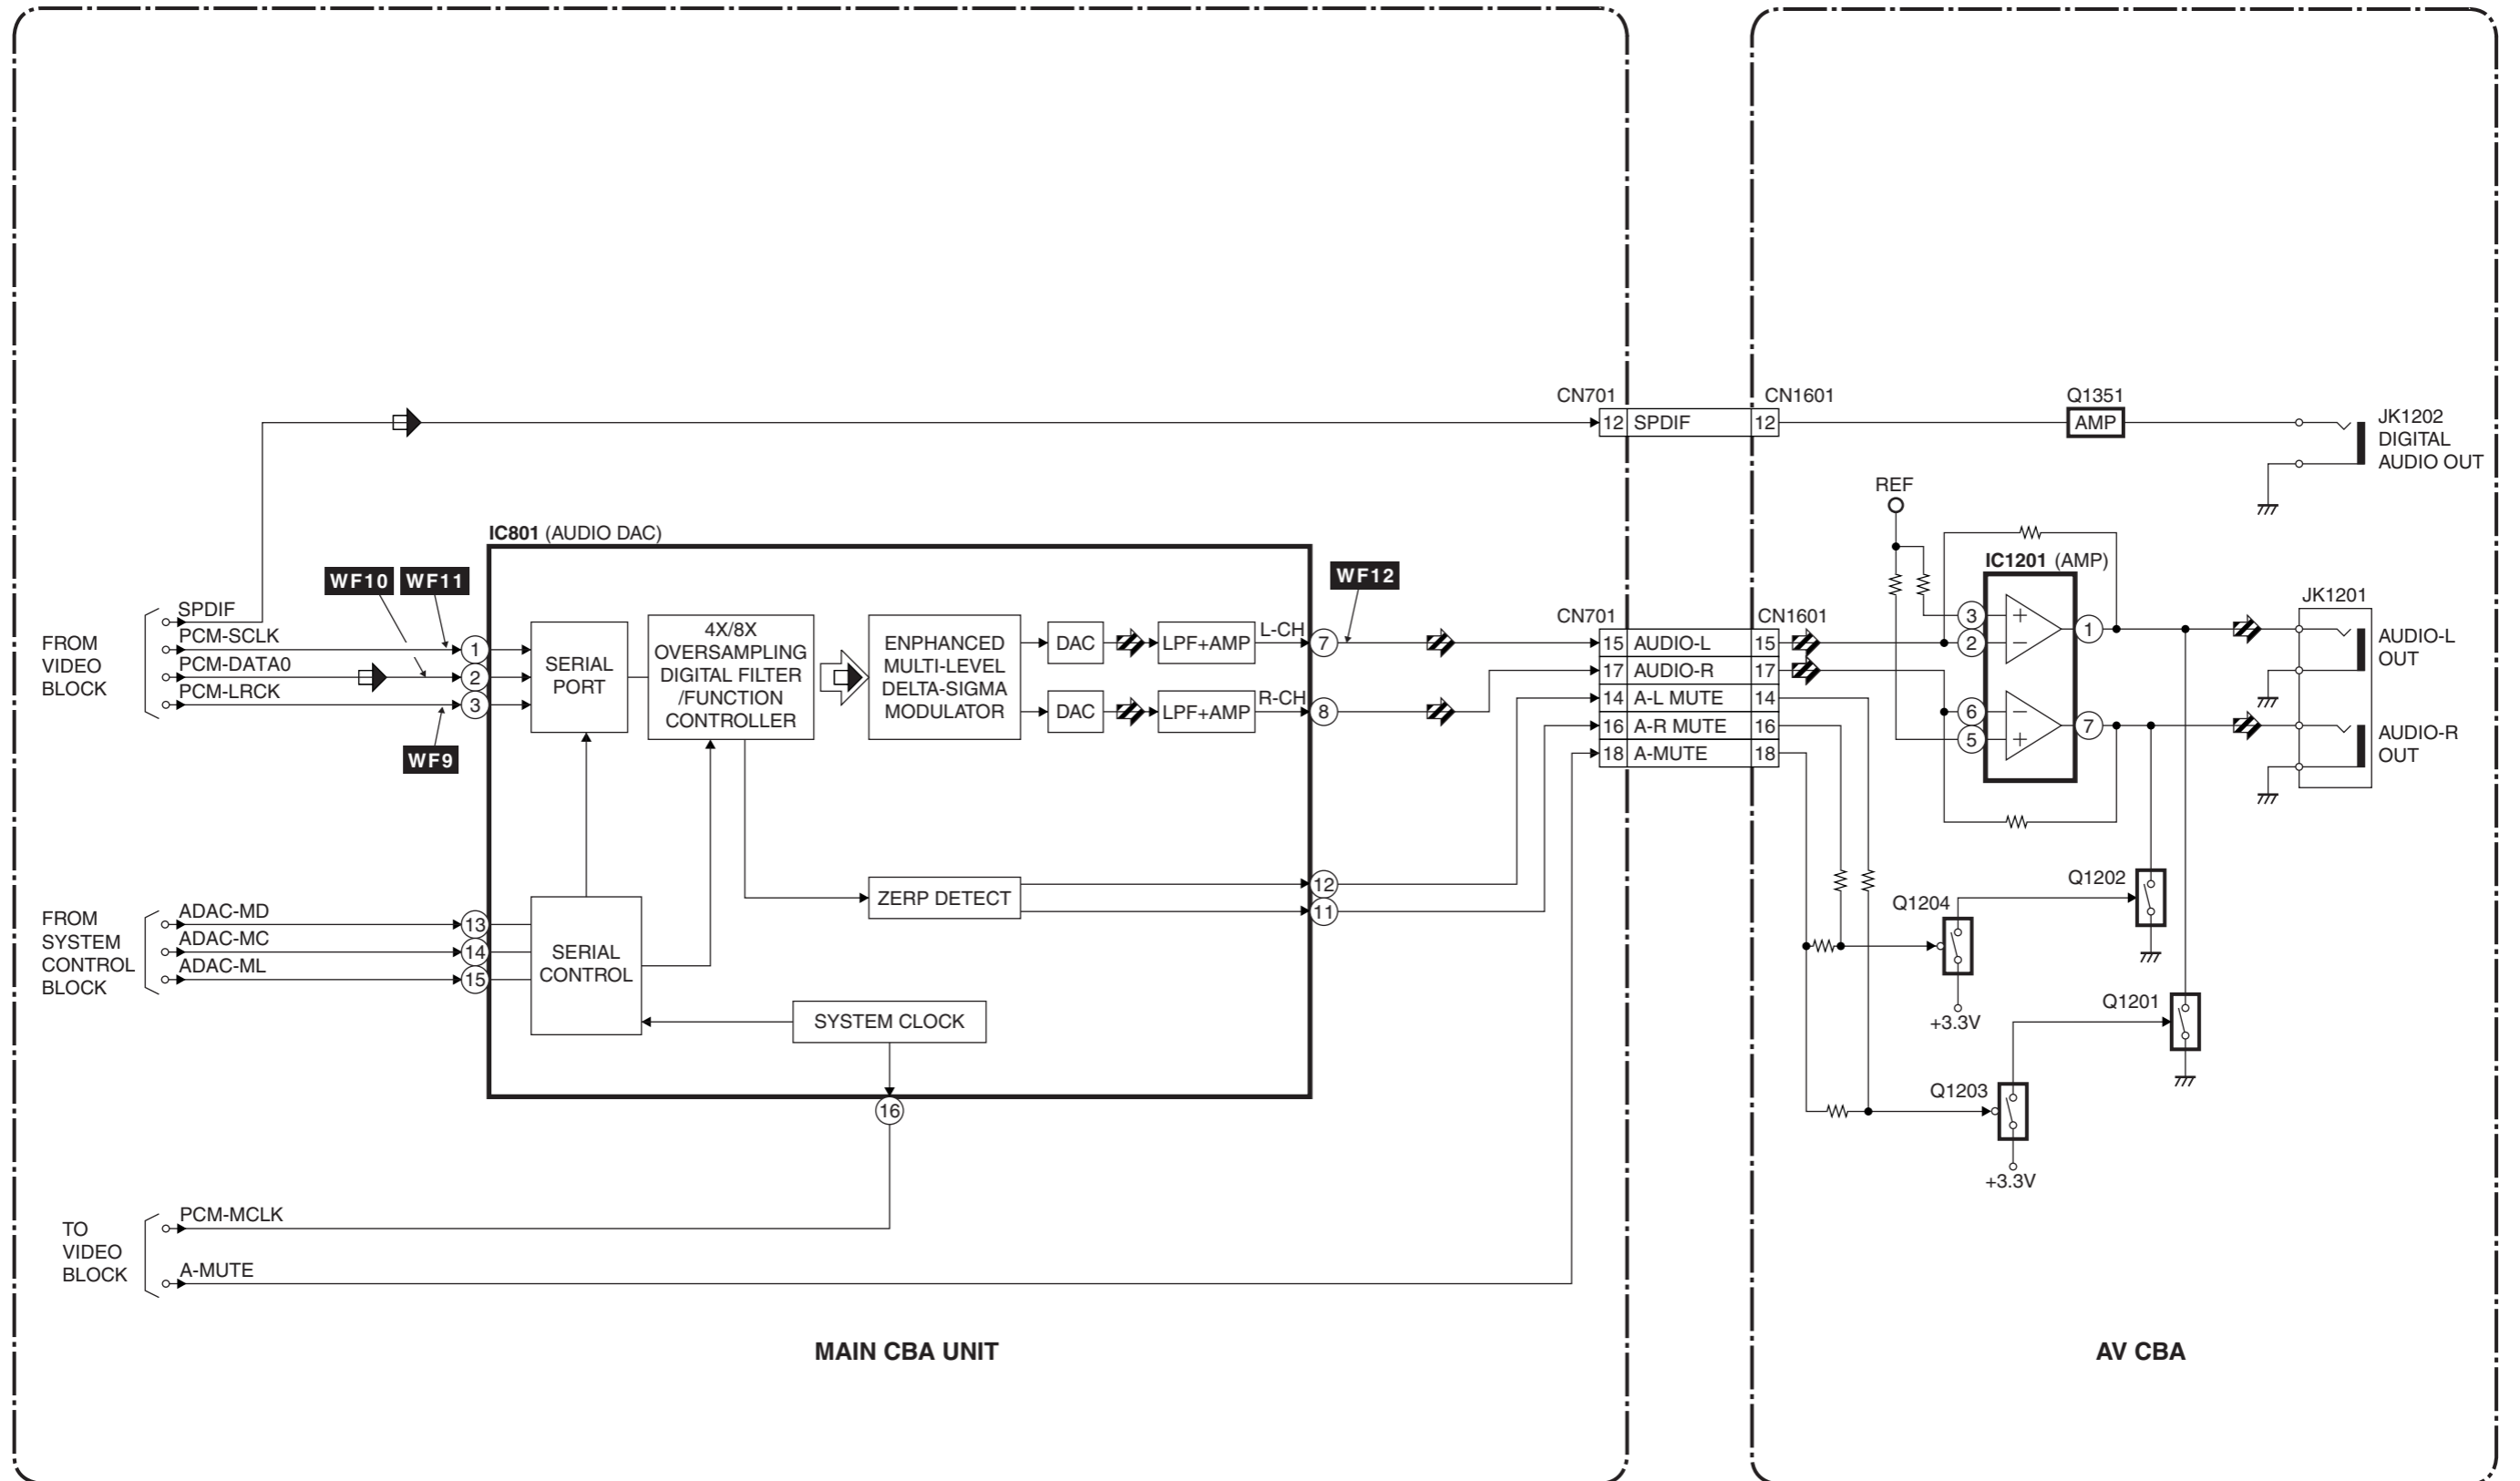 CN701
12 SPDIF 12
CN1601
Q1351
AMP
JK1202
DIGITAL
AUDIO OUT
REF
IC801 (AUDIO DAC)
WF10
WF11
WF12
WF9
FROM
VIDEO
BLOCK
SPDIF
PCM-SCLK
PCM-DATA0
PCM-LRCK
1
2
3
SERIAL
PORT
4X/8X
OVERSAMPLING
DIGITAL FILTER
/FUNCTION
CONTROLLER
ENPHANCED
MULTI-LEVEL
DELTA-SIGMA
MODULATOR
DAC
LPF+AMP
L-CH
7
DAC
LPF+AMP
R-CH
8
CN701
CN1601
15 AUDIO-L 15
17 AUDIO-R 17
14 A-L MUTE 14
16 A-R MUTE 16
18 A-MUTE 18
IC1201 (AMP)
3
+
2
−
1
6
−
5
+
7
JK1201
AUDIO-L
OUT
AUDIO-R
OUT
ZERP DETECT
12
11
FROM
SYSTEM
CONTROL
BLOCK
ADAC-MD
ADAC-MC
ADAC-ML
13
14
15
SERIAL
CONTROL
SYSTEM CLOCK
16
Q1202
Q1204
+3.3V
Q1201
Q1203
+3.3V
TO
VIDEO
BLOCK
PCM-MCLK
A-MUTE
MAIN CBA UNIT
AV CBA